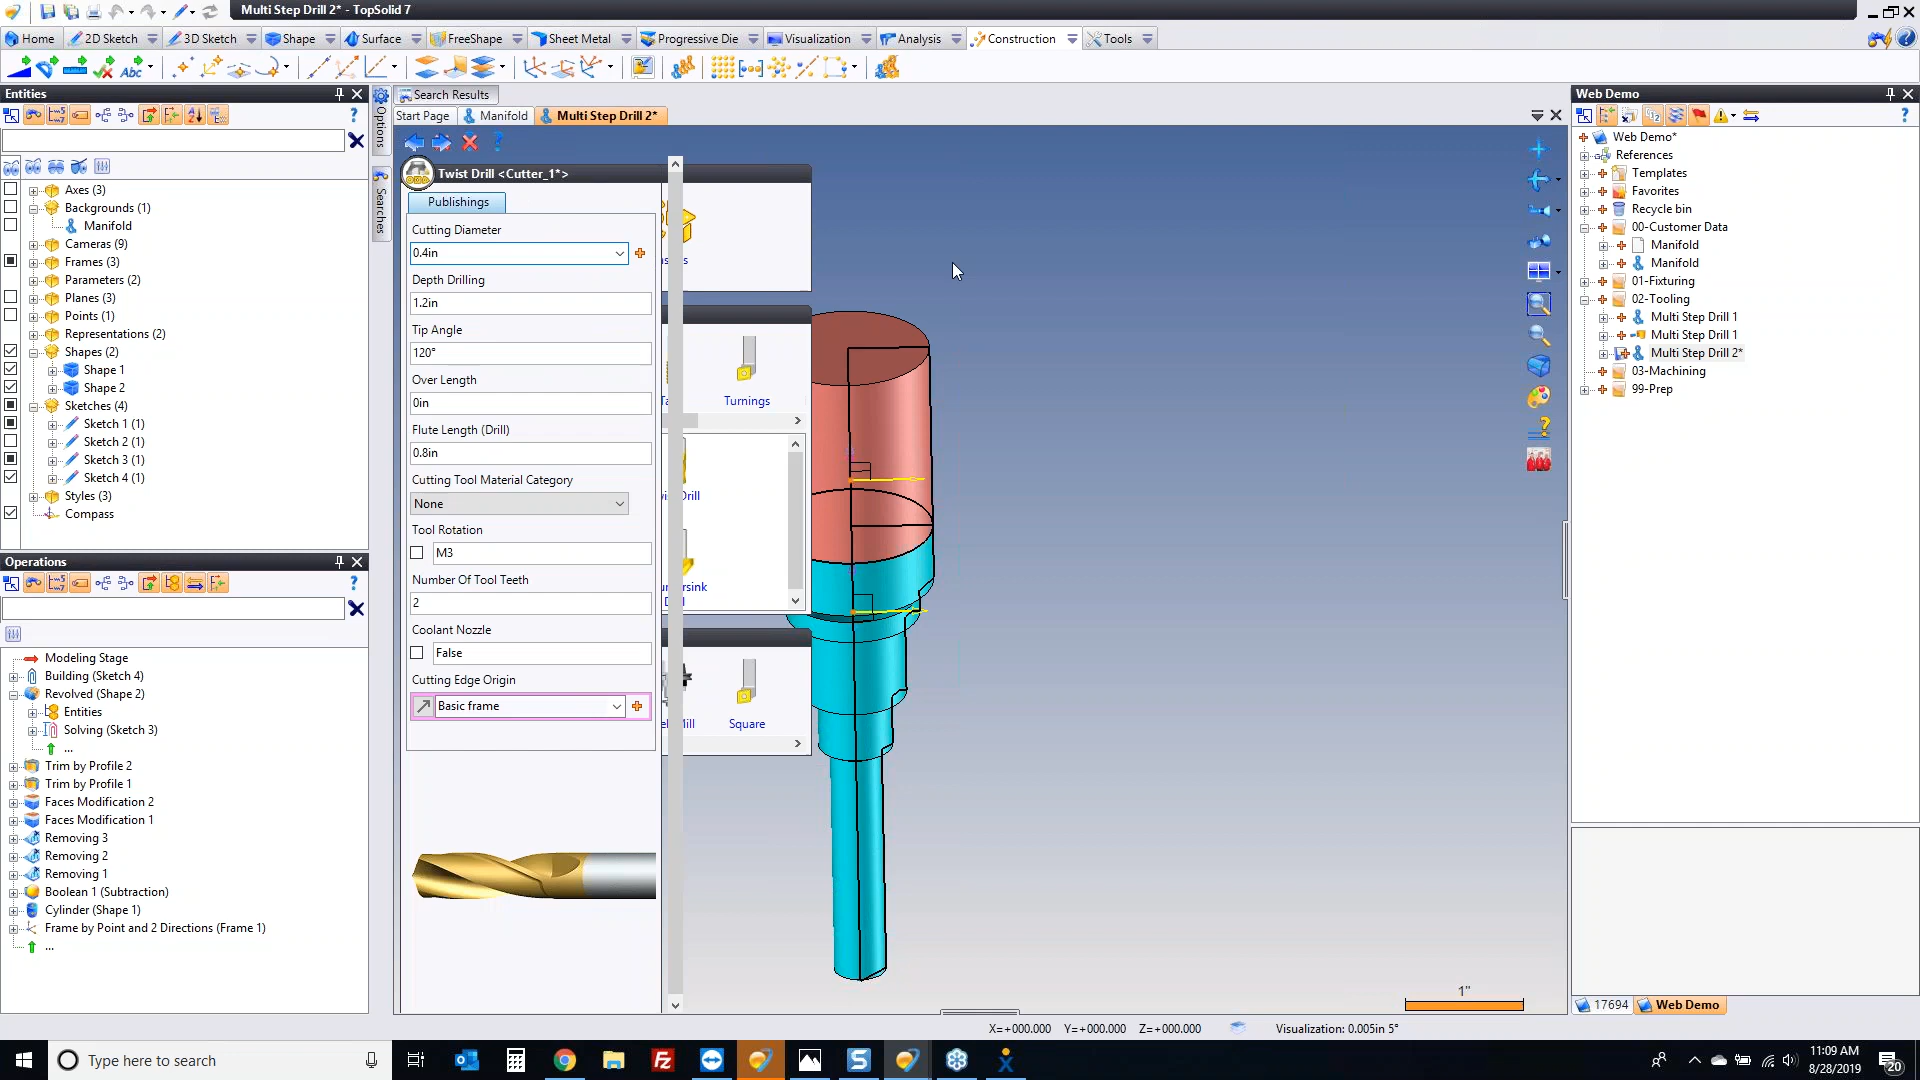 Multi Step Drill 2* - TopSolid 7
Home
2D Sketch
3D Sketch
Shape
Surface
FreeShape
Sheet Metal
Progressive Die
Visualization
Analysis
Construction
Tools
Abc
Entities
Axes (3)
Backgrounds (1)
Manifold
Cameras (9)
Frames (3)
Parameters (2)
Planes (3)
Points (1)
Representations (2)
Shapes (2)
Shape 1
Shape 2
Sketches (4)
Sketch 1 (1)
Sketch 2 (1)
Sketch 3 (1)
Sketch 4 (1)
Styles (3)
Compass
Operations
Modeling Stage
Building (Sketch 4)
Revolved (Shape 2)
Entities
Solving (Sketch 3)
...
Trim by Profile 2
Trim by Profile 1
Faces Modification 2
Faces Modification 1
Removing 3
Removing 2
Removing 1
Boolean 1 (Subtraction)
Cylinder (Shape 1)
Frame by Point and 2 Directions (Frame 1)
...
Options
Searches
Search Results
Start Page
Manifold
Multi Step Drill 2*
Twist Drill <Cutter_1*>
Publishings
Cutting Diameter
0.4in
Depth Drilling
1.2in
Tip Angle
120°
Over Length
0in
Flute Length (Drill)
0.8in
Cutting Tool Material Category
None
Tool Rotation
M3
Number Of Tool Teeth
2
Coolant Nozzle
False
Cutting Edge Origin
Basic frame
Turnings
Square
1"
X=+000.000 Y=+000.000 Z=+000.000
Visualization: 0.005in 5°
Web Demo
Web Demo*
References
Templates
Favorites
Recycle bin
00-Customer Data
Manifold
Manifold
01-Fixturing
02-Tooling
Multi Step Drill 1
Multi Step Drill 1
Multi Step Drill 2*
03-Machining
99-Prep
17694
Web Demo
Type here to search
11:09 AM
8/28/2019
20